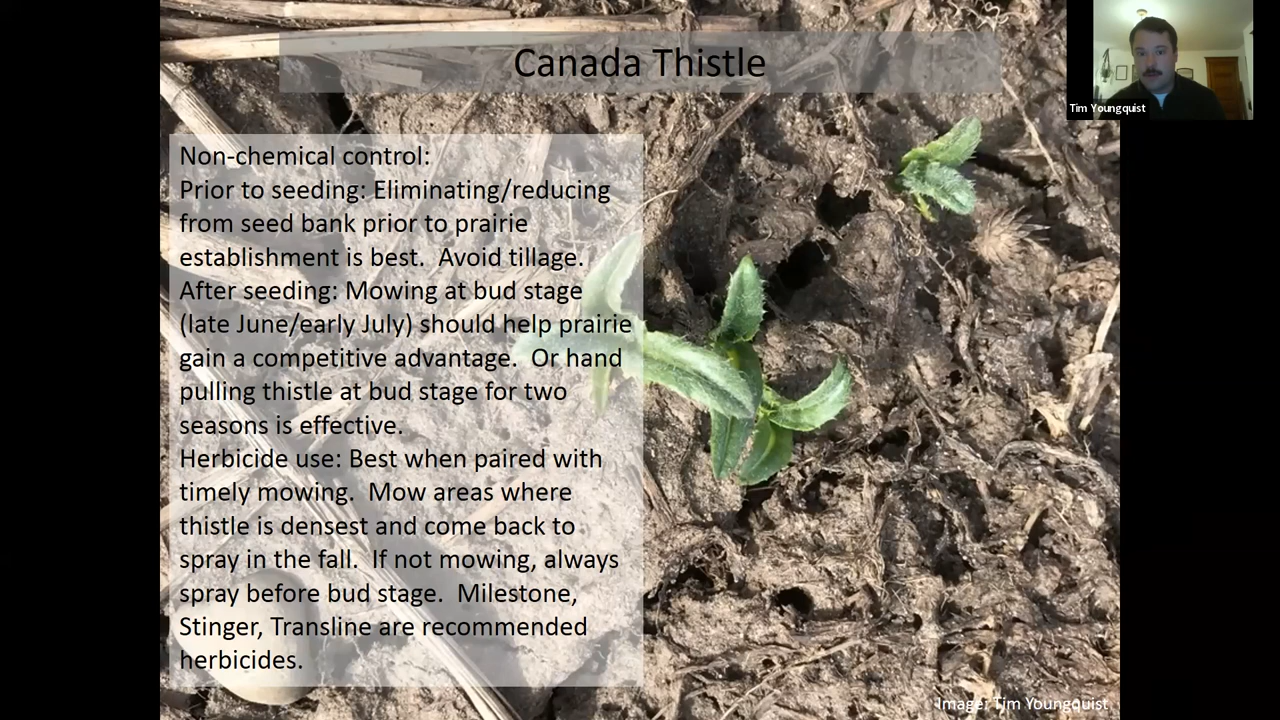 Canada Thistle
Tim Youngquist
Non-chemical control:
Prior to seeding: Eliminating/reducing
from seed bank prior to prairie
establishment is best.  Avoid tillage.
After seeding: Mowing at bud stage
(late June/early July) should help prairie
gain a competitive advantage.  Or hand
pulling thistle at bud stage for two
seasons is effective.
Herbicide use: Best when paired with
timely mowing.  Mow areas where
thistle is densest and come back to
spray in the fall.  If not mowing, always
spray before bud stage.  Milestone,
Stinger, Transline are recommended
herbicides.
Image: Tim Youngquist